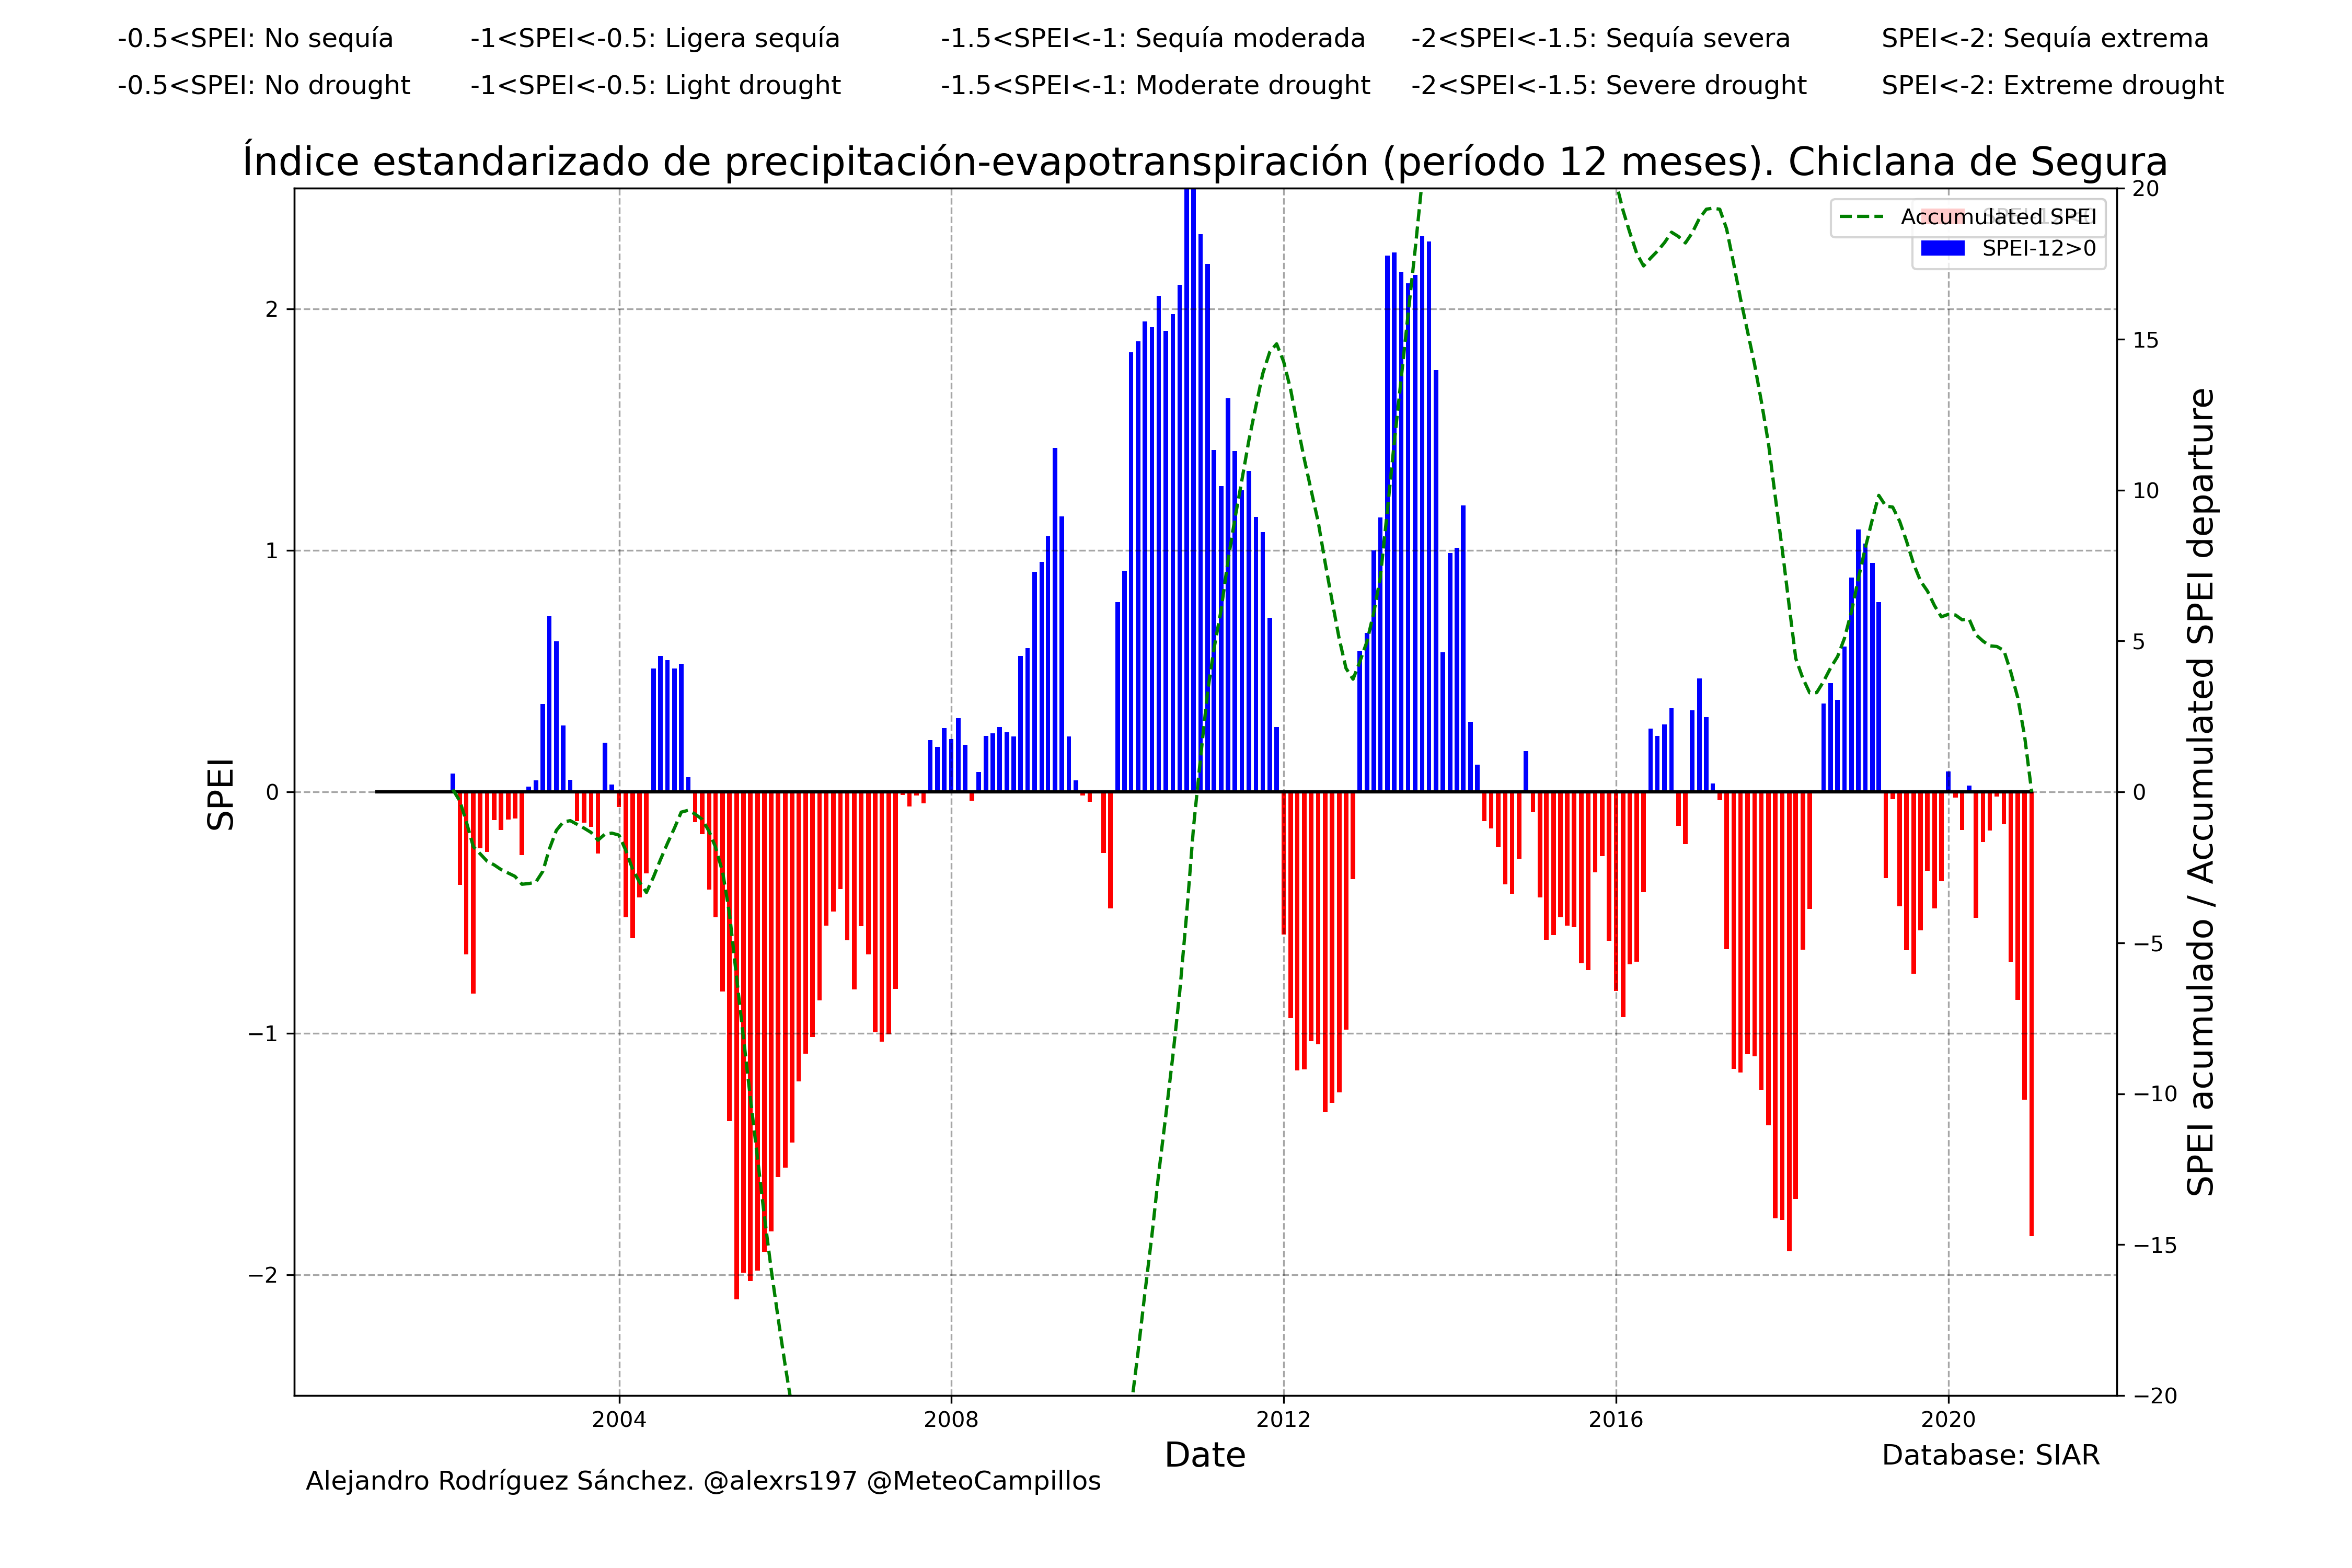 -0.5<SPEI: No sequía -1<SPEI<-0.5: Ligera sequía -1.5<SPEI<-1: Sequía moderada -2<SPEI<-1.5: Sequía severa SPEI<-2: Sequía extrema
-0.5<SPEI: No drought -1<SPEI<-0.5: Light drought -1.5<SPEI<-1: Moderate drought -2<SPEI<-1.5: Severe drought SPEI<-2: Extreme drought
Índice estandarizado de precipitación-evapotranspiración (período 12 meses). Chiclana de Segura
Accumulated SPEI
SPEI-12>0
2
1
0
−1
−2
SPEI
20
15
10
5
0
−5
−10
−15
−20
SPEI acumulado / Accumulated SPEI departure
2004 2008 2012 2016 2020
Date
Database: SIAR
Alejandro Rodríguez Sánchez. @alexrs197 @MeteoCampillos